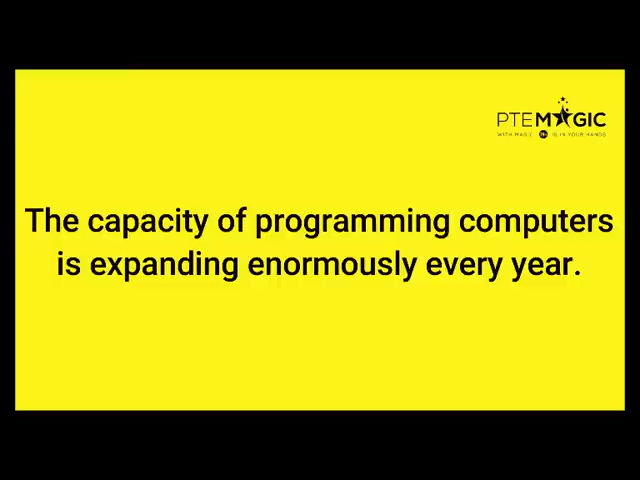 PTEMAGIC
The capacity of programming computers
is expanding enormously every year.